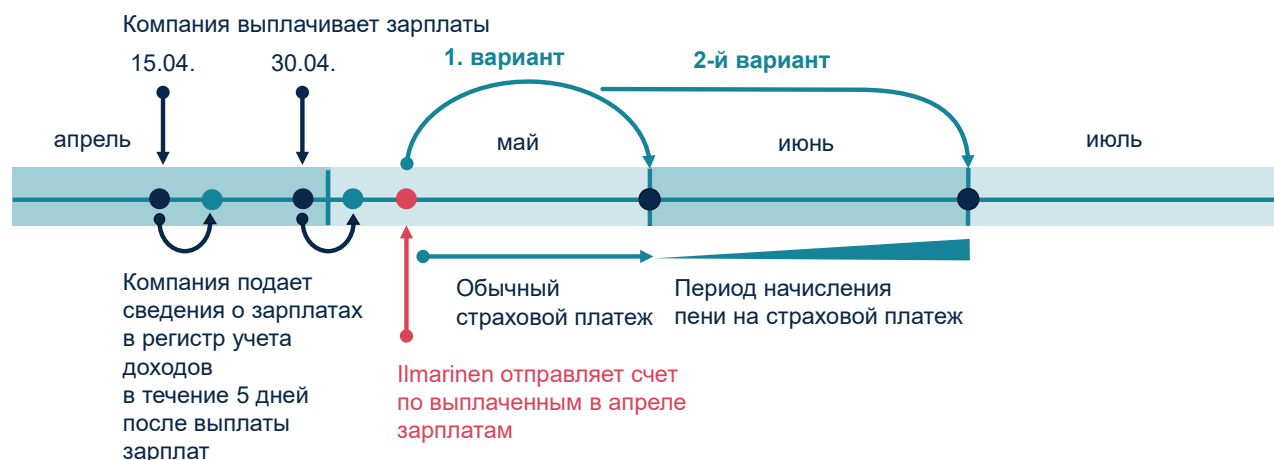 Компания выплачивает зарплаты
15.04.
30.04.
1. вариант
2-й вариант
апрель
май
июнь
июль
Компания подает
сведения о зарплатах
в регистр учета
доходов
в течение 5 дней
после выплаты
зарплат
Обычный
страховой платеж
Период начисления
пени на страховой платеж
Ilmarinen отправляет счет
по выплаченным в апреле
зарплатам